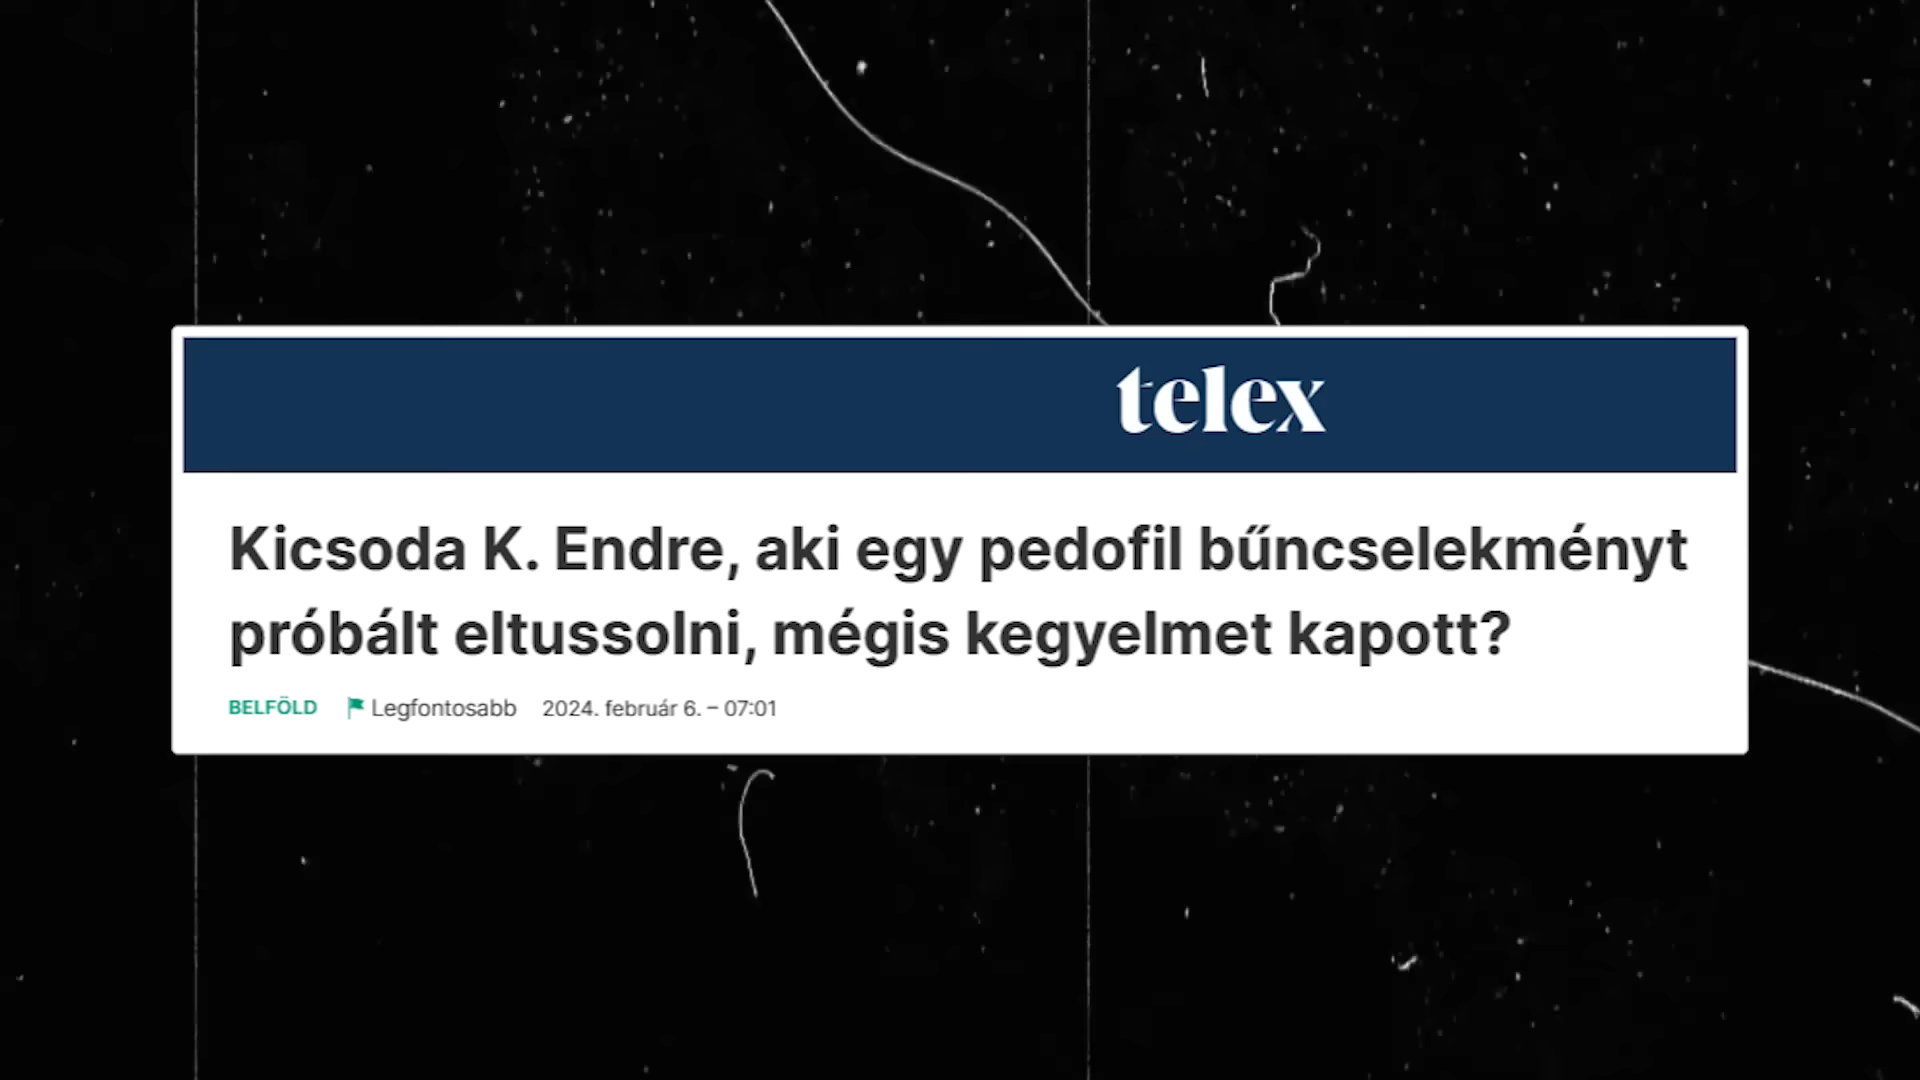 telex
Kicsoda K. Endre, aki egy pedofil bűncselekményt
próbált eltussolni, mégis kegyelmet kapott?
BELFÖLD Legfontosabb 2024. február 6. – 07:01